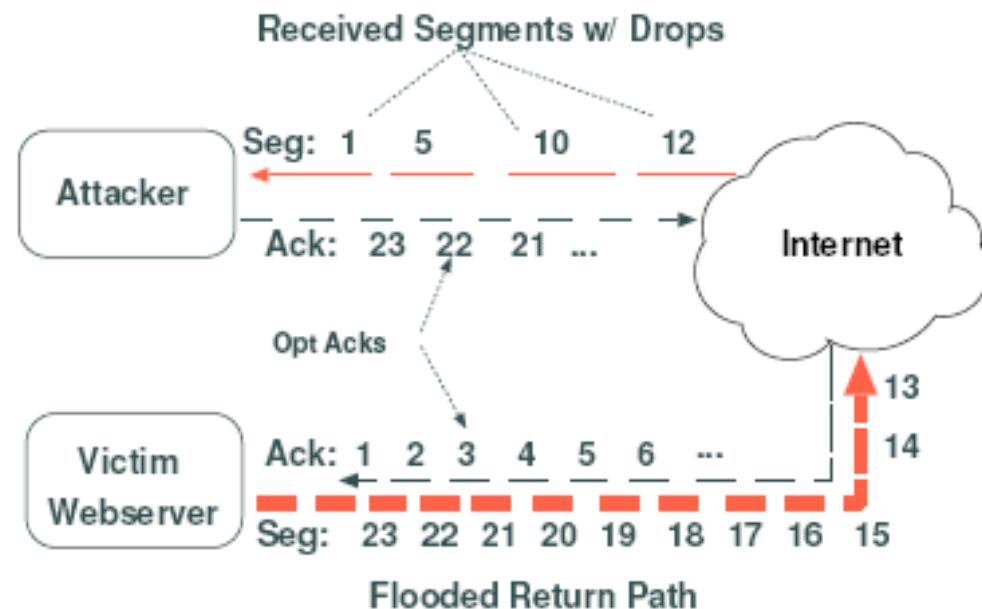 Received Segments w/ Drops
Seg: 1 5 10 12
Attacker
Ack: 23 22 21 ...
Internet
Opt Acks
13
14
Victim
Webserver
Ack: 1 2 3 4 5 6 ...
Seg: 23 22 21 20 19 18 17 16 15
Flooded Return Path